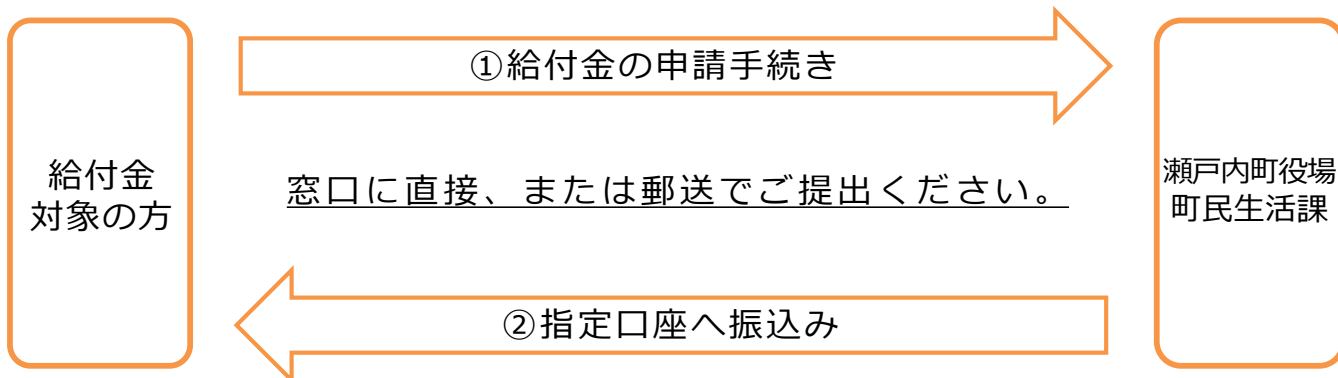 ①給付金の申請手続き
給付金
対象の方
窓口に直接、または郵送でご提出ください。
瀬戸内町役場
町民生活課
②指定口座へ振込み